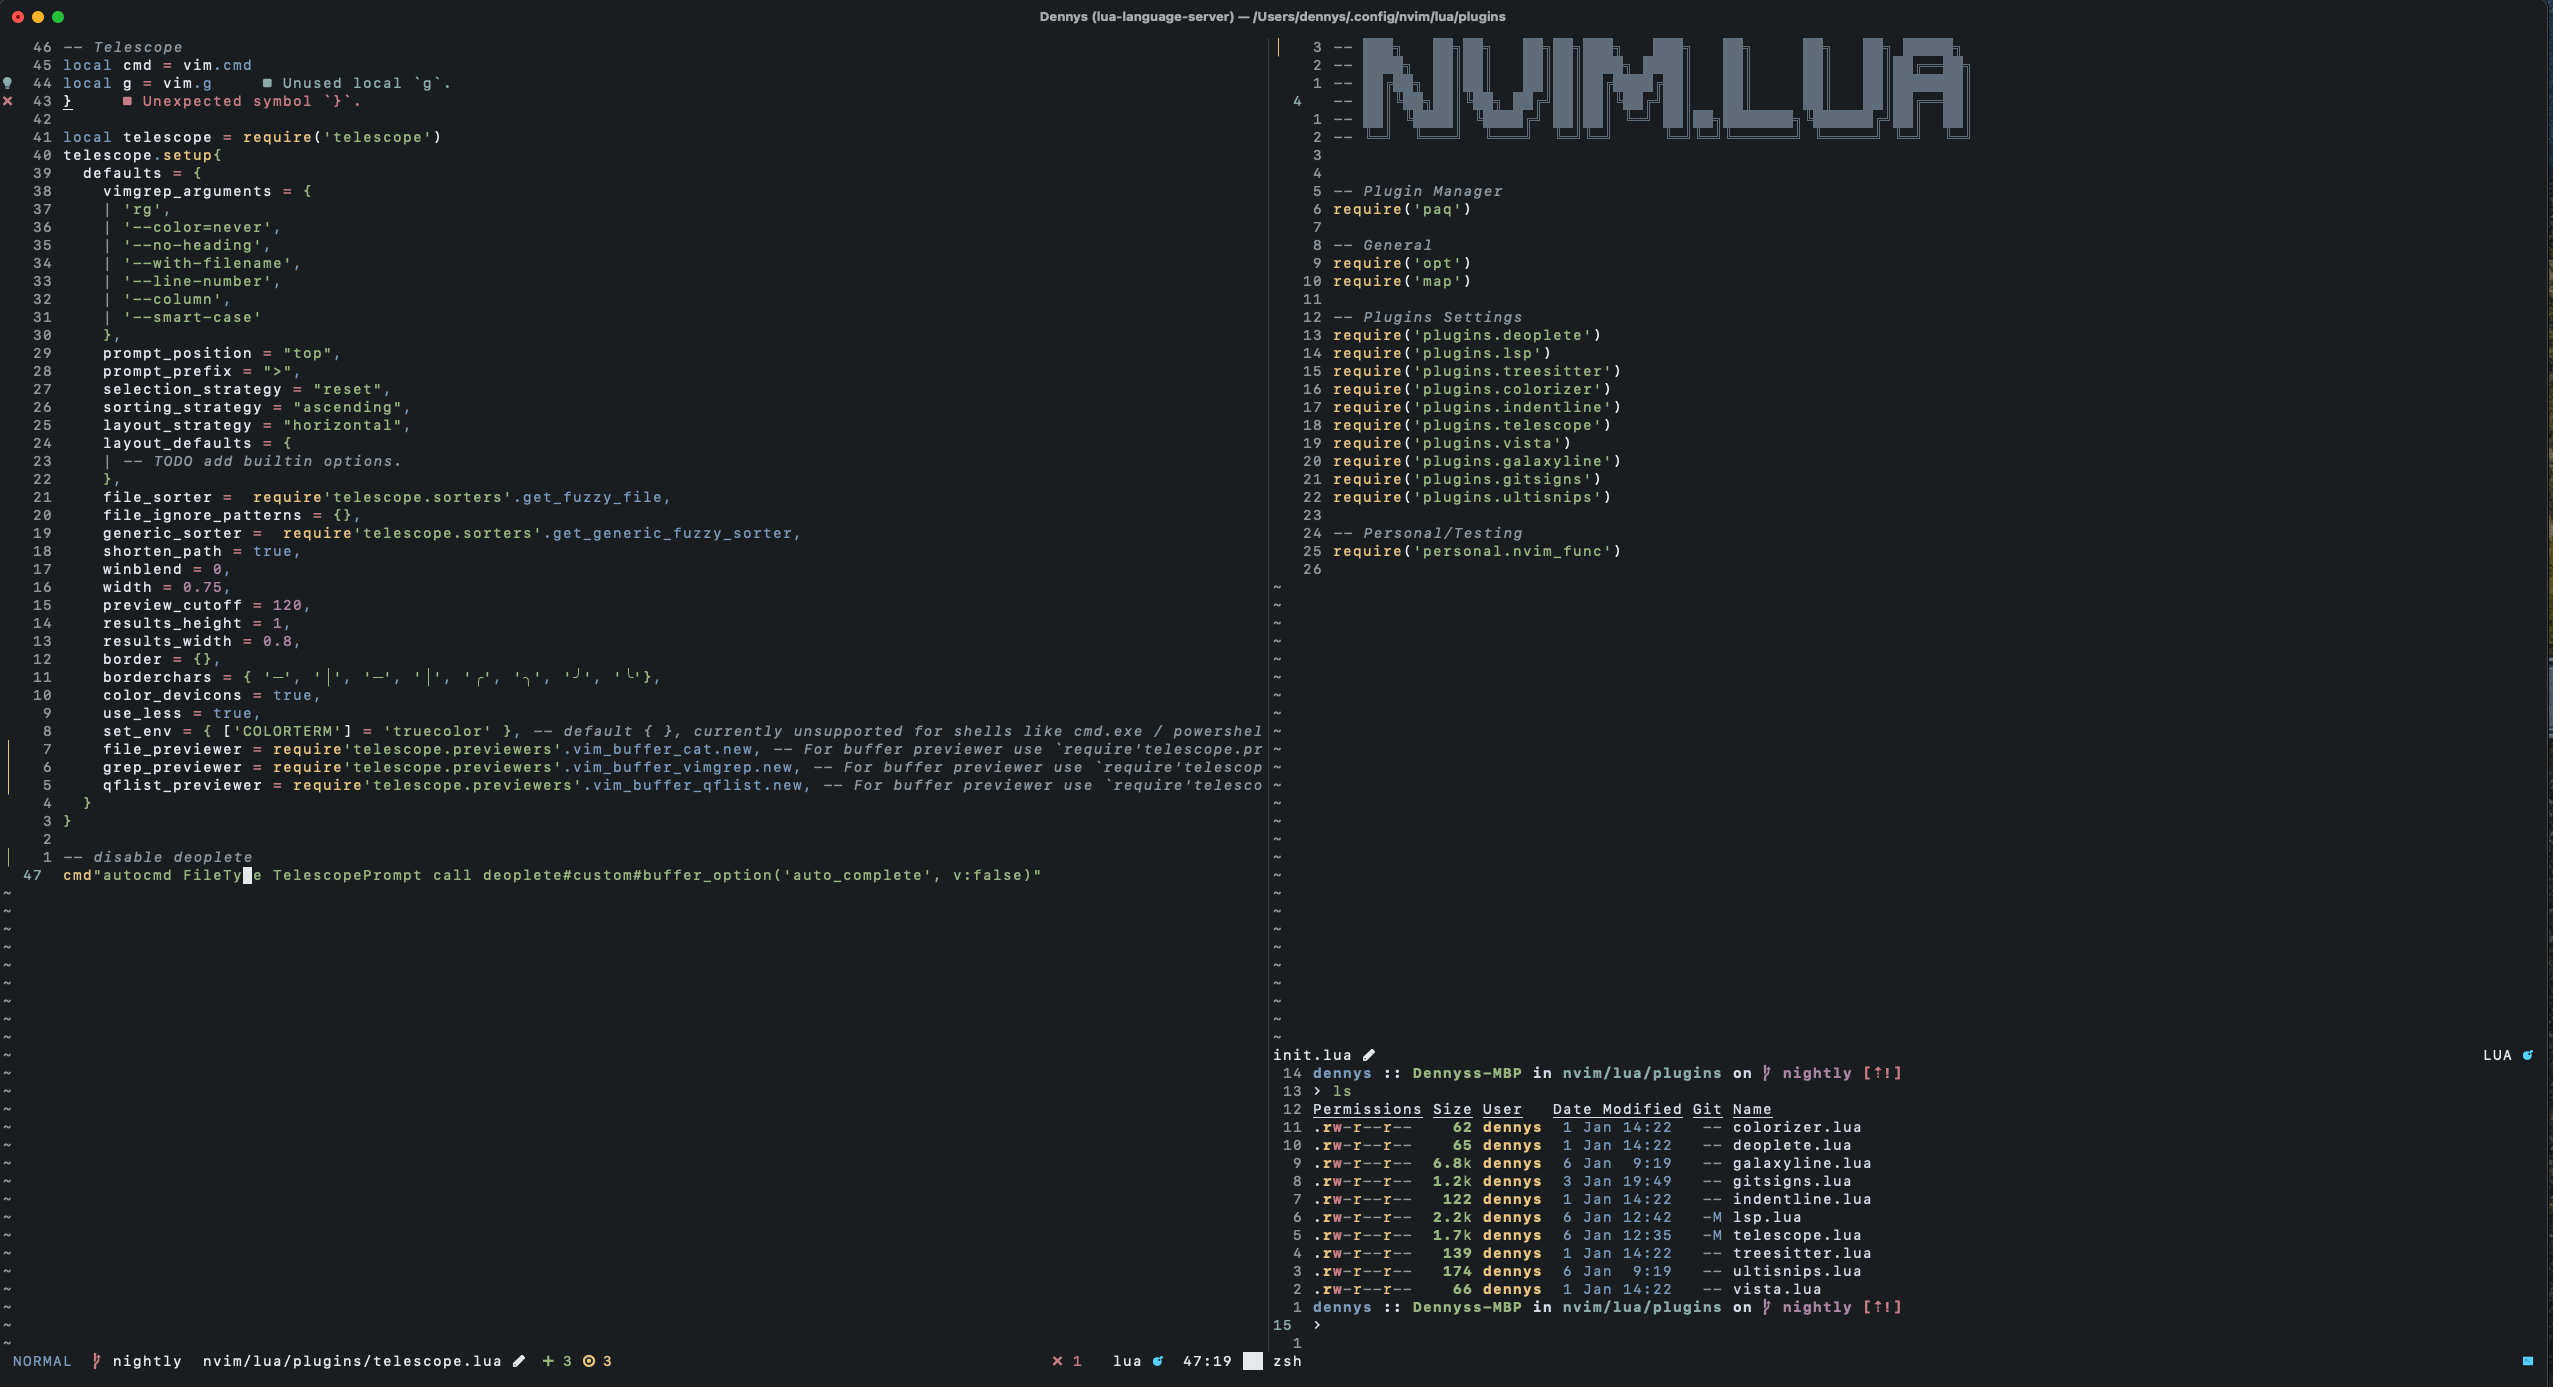 Dennys (lua-language-server) — /Users/dennys/.config/nvim/lua/plugins
46 -- Telescope
45 local cmd = vim.cmd
44 local g = vim.g     ■ Unused local `g`.
43 }     ■ Unexpected symbol `}`.
42
41 local telescope = require('telescope')
40 telescope.setup{
39   defaults = {
38     vimgrep_arguments = {
37     | 'rg',
36     | '--color=never',
35     | '--no-heading',
34     | '--with-filename',
33     | '--line-number',
32     | '--column',
31     | '--smart-case'
30     },
29     prompt_position = "top",
28     prompt_prefix = ">",
27     selection_strategy = "reset",
26     sorting_strategy = "ascending",
25     layout_strategy = "horizontal",
24     layout_defaults = {
23     | -- TODO add builtin options.
22     },
21     file_sorter =  require'telescope.sorters'.get_fuzzy_file,
20     file_ignore_patterns = {},
19     generic_sorter =  require'telescope.sorters'.get_generic_fuzzy_sorter,
18     shorten_path = true,
17     winblend = 0,
16     width = 0.75,
15     preview_cutoff = 120,
14     results_height = 1,
13     results_width = 0.8,
12     border = {},
11     borderchars = { '─', '│', '─', '│', '╭', '╮', '╯', '╰'},
10     color_devicons = true,
9     use_less = true,
8     set_env = { ['COLORTERM'] = 'truecolor' }, -- default { }, currently unsupported for shells like cmd.exe / powershel
7     file_previewer = require'telescope.previewers'.vim_buffer_cat.new, -- For buffer previewer use `require'telescope.pr
6     grep_previewer = require'telescope.previewers'.vim_buffer_vimgrep.new, -- For buffer previewer use `require'telescop
5     qflist_previewer = require'telescope.previewers'.vim_buffer_qflist.new, -- For buffer previewer use `require'telesco
4   }
3 }
2
1 -- disable deoplete
47 cmd"autocmd FileType TelescopePrompt call deoplete#custom#buffer_option('auto_complete', v:false)"
NORMAL nightly nvim/lua/plugins/telescope.lua + 3 3 × 1 lua 47:19
3 --
2 --
1 --
4 -- NVIM.LUA
1 --
2 --
3
4
5 -- Plugin Manager
6 require('paq')
7
8 -- General
9 require('opt')
10 require('map')
11
12 -- Plugins Settings
13 require('plugins.deoplete')
14 require('plugins.lsp')
15 require('plugins.treesitter')
16 require('plugins.colorizer')
17 require('plugins.indentline')
18 require('plugins.telescope')
19 require('plugins.vista')
20 require('plugins.galaxyline')
21 require('plugins.gitsigns')
22 require('plugins.ultisnips')
23
24 -- Personal/Testing
25 require('personal.nvim_func')
26
init.lua LUA
14 dennys :: Dennyss-MBP in nvim/lua/plugins on nightly [⇡!]
13 › ls
12 Permissions Size User   Date Modified Git Name
11 .rw-r--r--    62 dennys  1 Jan 14:22   -- colorizer.lua
10 .rw-r--r--    65 dennys  1 Jan 14:22   -- deoplete.lua
9 .rw-r--r--  6.8k dennys  6 Jan  9:19   -- galaxyline.lua
8 .rw-r--r--  1.2k dennys  3 Jan 19:49   -- gitsigns.lua
7 .rw-r--r--   122 dennys  1 Jan 14:22   -- indentline.lua
6 .rw-r--r--  2.2k dennys  6 Jan 12:42   -M lsp.lua
5 .rw-r--r--  1.7k dennys  6 Jan 12:35   -M telescope.lua
4 .rw-r--r--   139 dennys  1 Jan 14:22   -- treesitter.lua
3 .rw-r--r--   174 dennys  6 Jan  9:19   -- ultisnips.lua
2 .rw-r--r--    66 dennys  1 Jan 14:22   -- vista.lua
1 dennys :: Dennyss-MBP in nvim/lua/plugins on nightly [⇡!]
15 ›
1
zsh